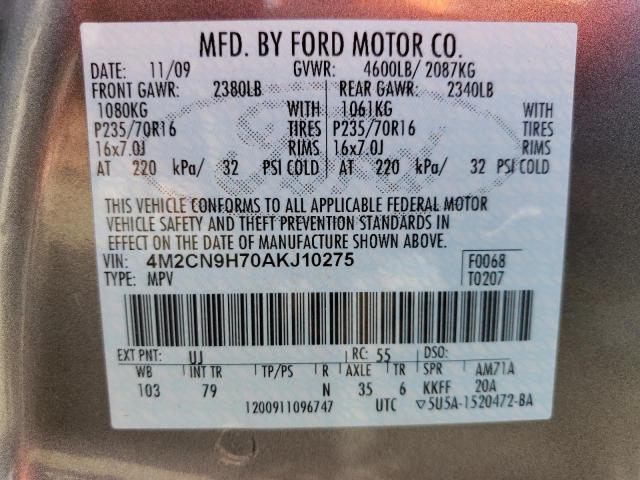 MFD. BY FORD MOTOR CO.
DATE: 11/09 GVWR: 4600LB/ 2087KG
FRONT GAWR: 2380LB REAR GAWR: 2340LB
1080KG WITH 1061KG WITH
P235/70R16 TIRES P235/70R16 TIRES
16x7.0J RIMS 16x7.0J RIMS
AT 220 kPa/ 32 PSI COLD AT 220 kPa/ 32 PSI COLD
THIS VEHICLE CONFORMS TO ALL APPLICABLE FEDERAL MOTOR
VEHICLE SAFETY AND THEFT PREVENTION STANDARDS IN
EFFECT ON THE DATE OF MANUFACTURE SHOWN ABOVE.
VIN: 4M2CN9H70AKJ10275 F0068
TYPE: MPV T0207
EXT PNT: UJ RC: 55 DSO:
WB INT TR TP/PS R AXLE TR SPR AM71A
103 79 N 35 6 KKFF 20A
1200911096747 UTC ▽5U5A-1520472-BA